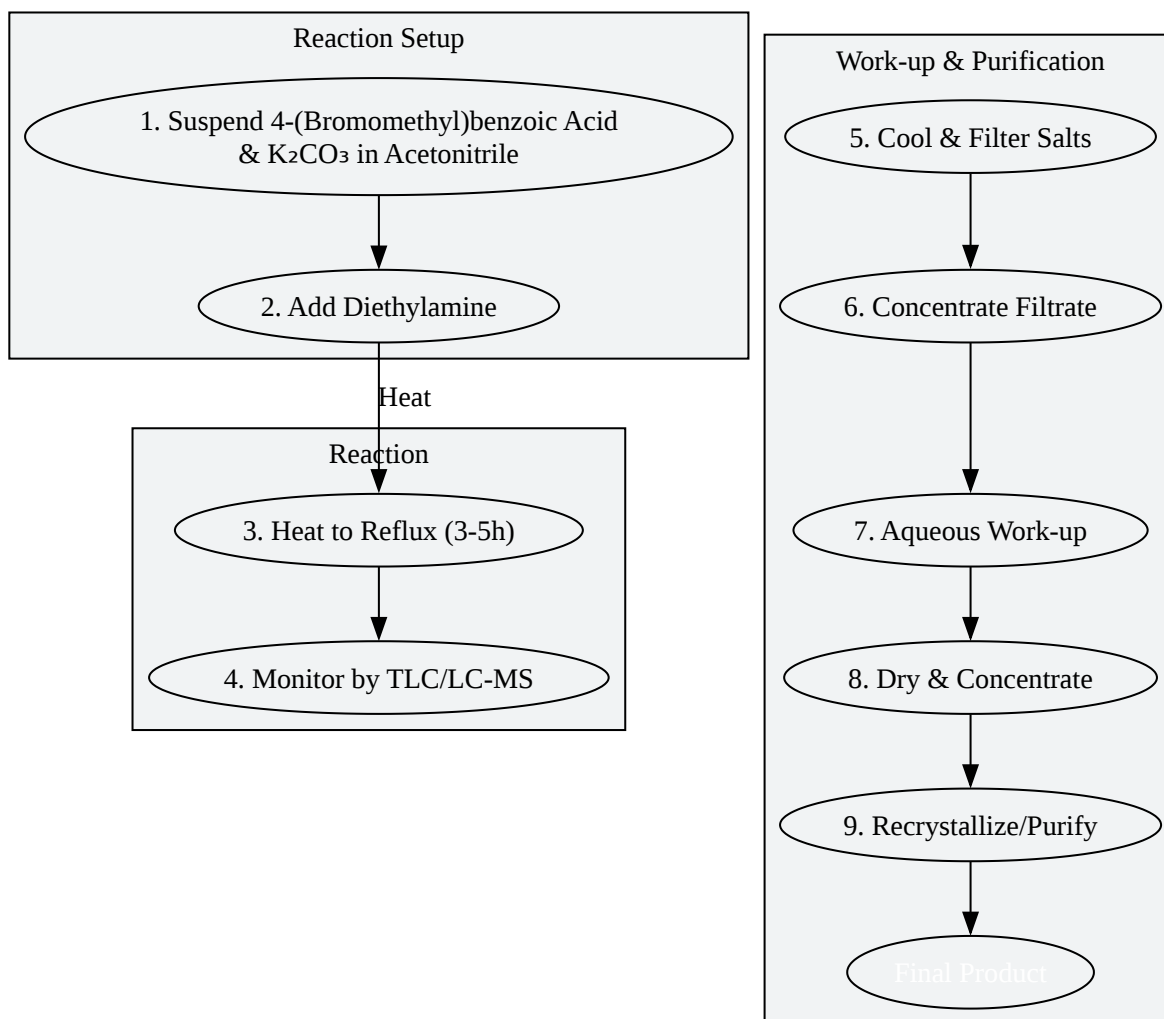 Reaction Setup
1. Suspend 4-(Bromomethyl)benzoic Acid
& K₂CO₃ in Acetonitrile
2. Add Diethylamine
Heat
Reaction
3. Heat to Reflux (3-5h)
4. Monitor by TLC/LC-MS
Work-up & Purification
5. Cool & Filter Salts
6. Concentrate Filtrate
7. Aqueous Work-up
8. Dry & Concentrate
9. Recrystallize/Purify
Final Product